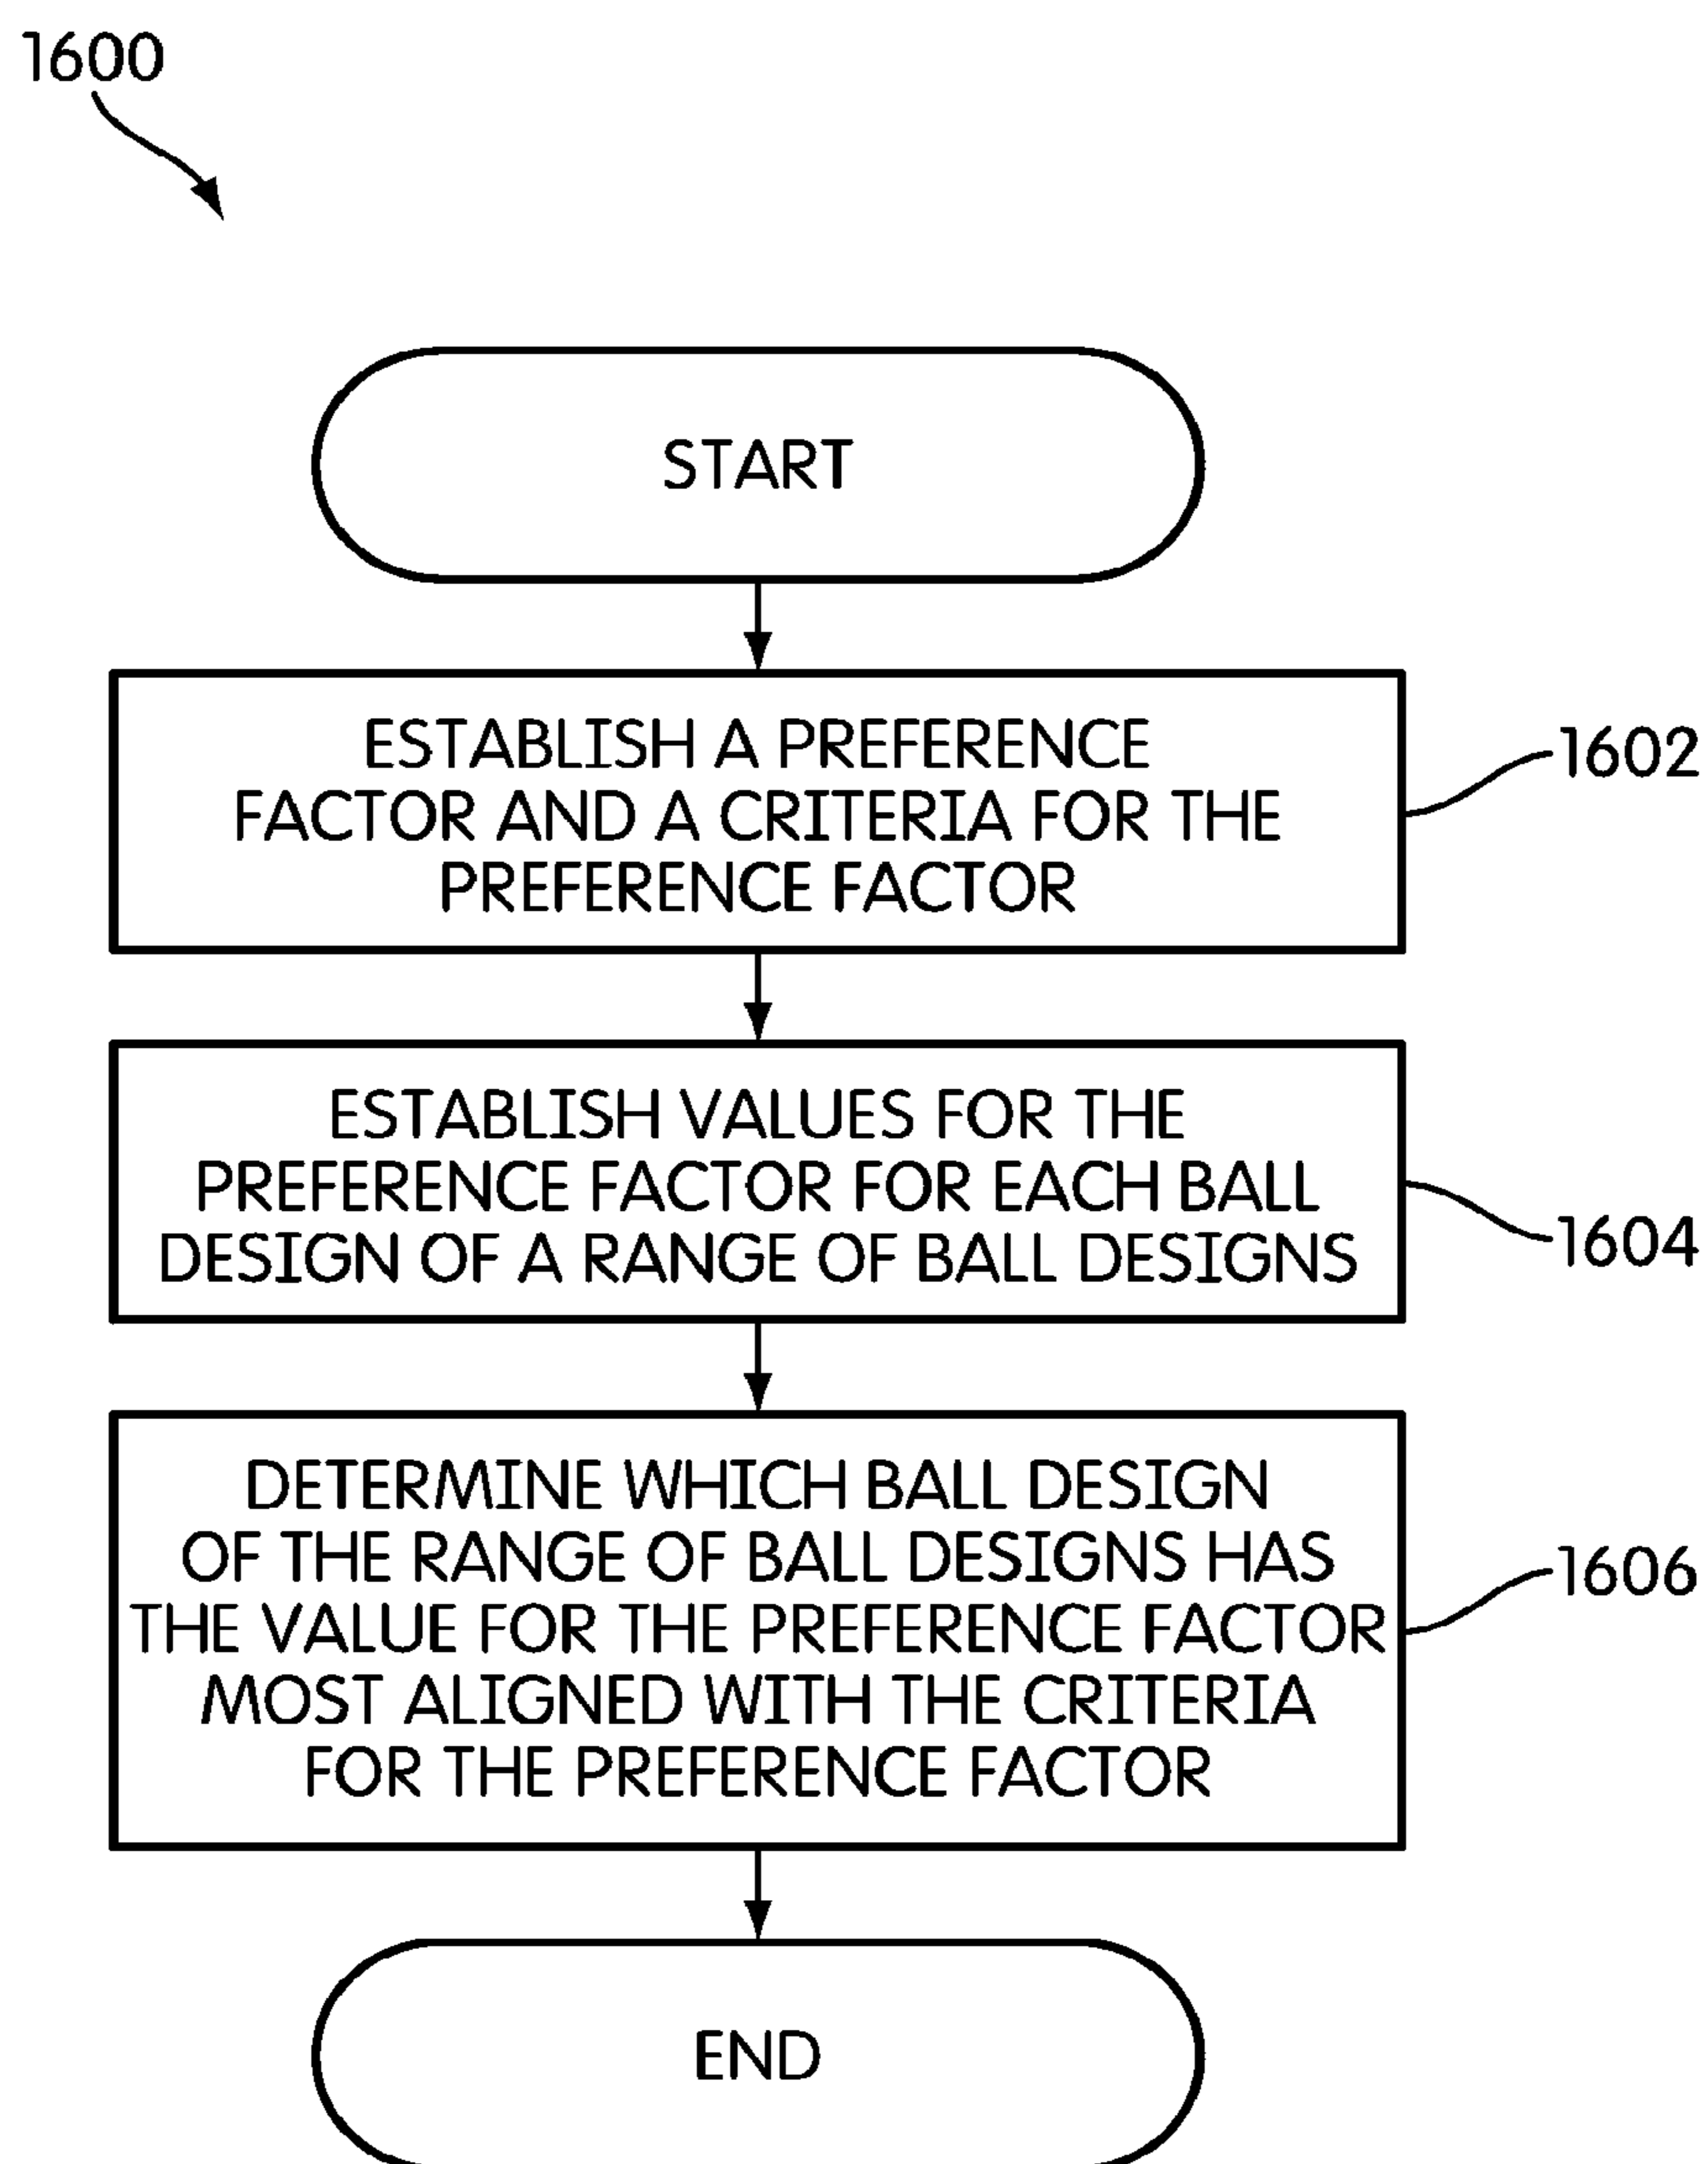 1600
START
ESTABLISH A PREFERENCE
FACTOR AND A CRITERIA FOR THE
PREFERENCE FACTOR
1602
ESTABLISH VALUES FOR THE
PREFERENCE FACTOR FOR EACH BALL
DESIGN OF A RANGE OF BALL DESIGNS
1604
DETERMINE WHICH BALL DESIGN
OF THE RANGE OF BALL DESIGNS HAS
THE VALUE FOR THE PREFERENCE FACTOR
MOST ALIGNED WITH THE CRITERIA
FOR THE PREFERENCE FACTOR
1606
END